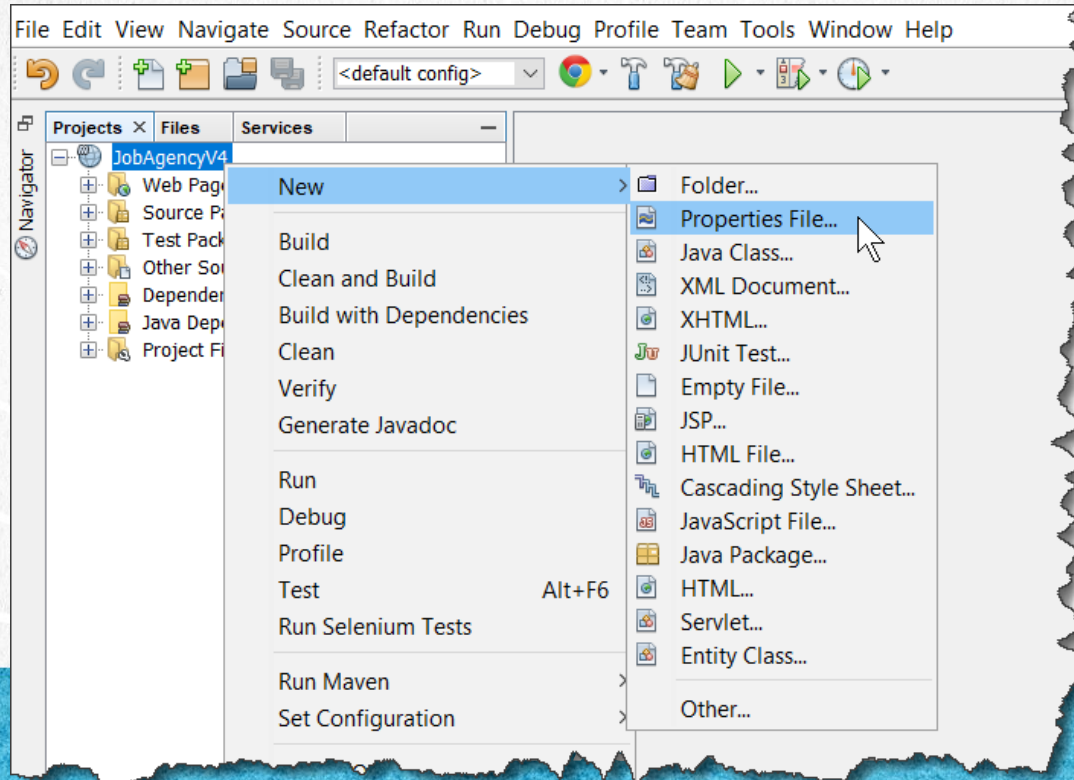 File Edit View Navigate Source Refactor Run Debug Profile Team Tools Window Help
<default config>
Projects Files Services
Navigator
JobAgencyV4
Web Pag
Source Pa
Test Pack
Other Sou
Depender
Java Depe
Project Fi
New
Build
Clean and Build
Build with Dependencies
Clean
Verify
Generate Javadoc
Run
Debug
Profile
Test Alt+F6
Run Selenium Tests
Run Maven
Set Configuration
Folder...
Properties File...
Java Class...
XML Document...
XHTML...
JUnit Test...
Empty File...
JSP...
HTML File...
Cascading Style Sheet...
JavaScript File...
Java Package...
HTML...
Servlet...
Entity Class...
Other...